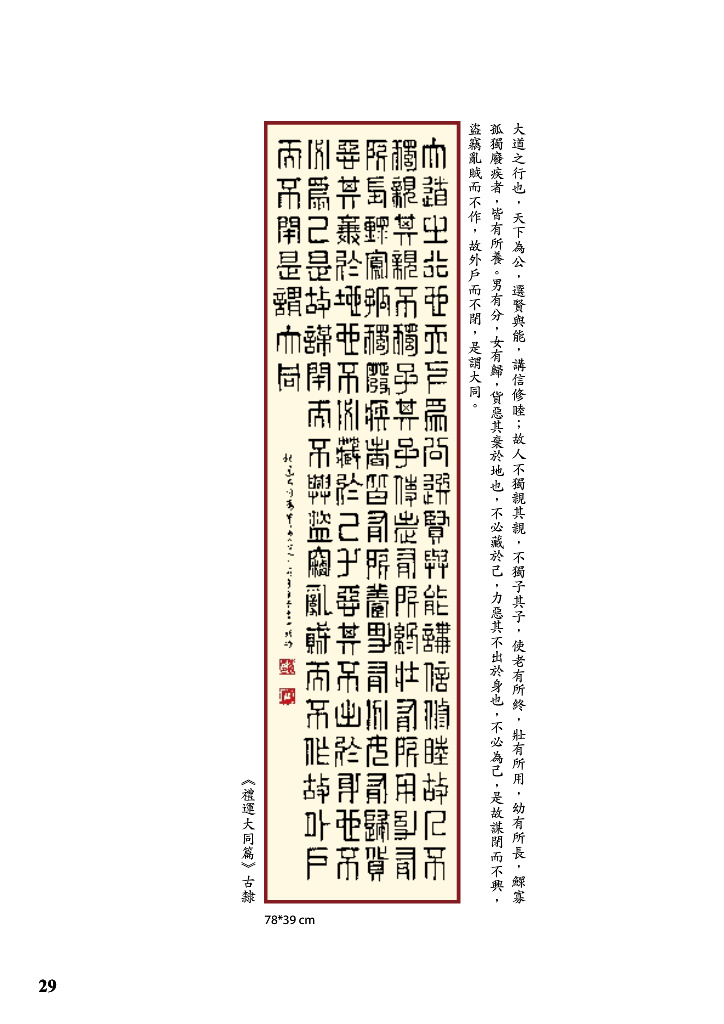 大道之行也，天下為公，選賢與能，講信修睦；故人不獨親其親，不獨子其子，使老有所終，壯有所用，幼有所長，鰥寡
孤獨廢疾者，皆有所養。男有分，女有歸，貨惡其棄於地也，不必藏於己，力惡其不出於身也，不必為己，是故謀閉而不興，
盜竊亂賊而不作，故外戶而不閉，是謂大同。
大道之行也天下為公選賢與能講信修睦故人不
獨親其親不獨子其子使老有所終壯有所用幼有
所長鰥寡孤獨廢疾者皆有所養男有分女有歸貨
惡其棄於地也不必藏於己力惡其不出於身也不
必為己是故謀閉而不興盜竊亂賊而不作故外戶
而不閉是謂大同
《禮運大同篇》古隸
78*39 cm
29